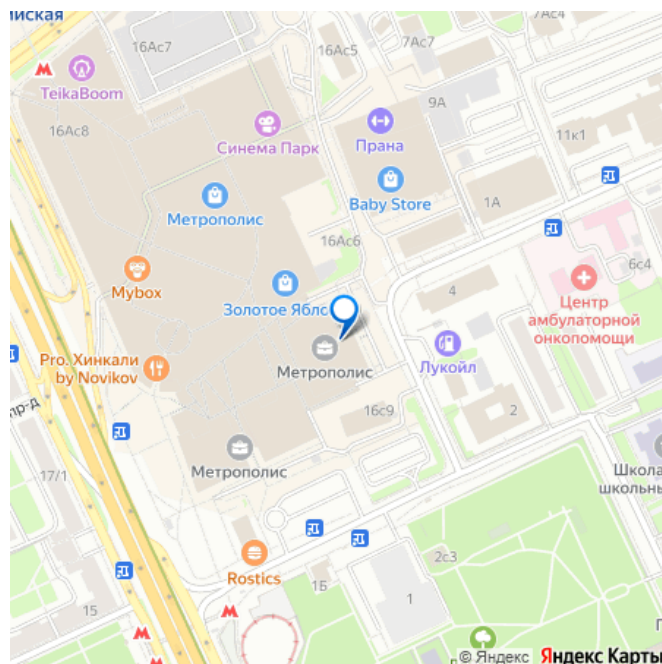 йская
16Ас7
16Ас5
7Ас7
7Ас4
TeikaBoom
9А
16Ас8
Синема Парк
Прана
11к1
Метрополис
Baby Store
1А
16Ас6
6с4
Mybox
Золотое Ябло
4
Центр
амбулаторной
онкопомощи
Pro. Хинкали
by Novikov
Метрополис
Лукойл
16с9
2
пр-д
Метрополис
17/1
Школа
школьны
Rostics
2с3
1Б
15
1
© Яндекс Яндекс Карты